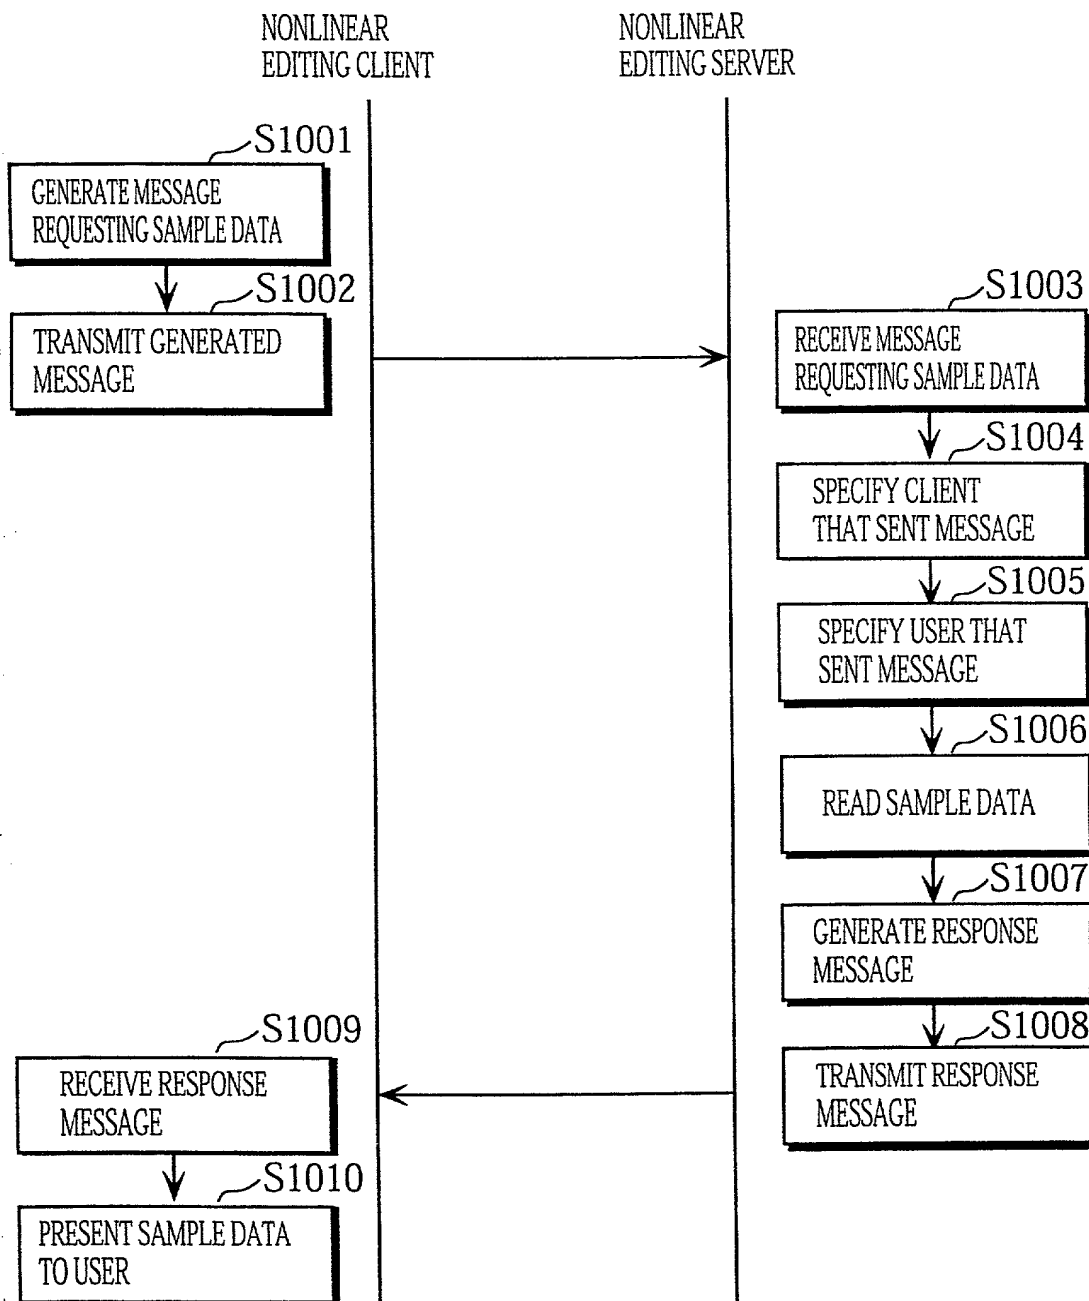 NONLINEAR
EDITING CLIENT
NONLINEAR
EDITING SERVER
S1001
GENERATE MESSAGE
REQUESTING SAMPLE DATA
S1002
TRANSMIT GENERATED
MESSAGE
S1003
RECEIVE MESSAGE
REQUESTING SAMPLE DATA
S1004
SPECIFY CLIENT
THAT SENT MESSAGE
S1005
SPECIFY USER THAT
SENT MESSAGE
S1006
READ SAMPLE DATA
S1007
GENERATE RESPONSE
MESSAGE
S1008
TRANSMIT RESPONSE
MESSAGE
S1009
RECEIVE RESPONSE
MESSAGE
S1010
PRESENT SAMPLE DATA
TO USER